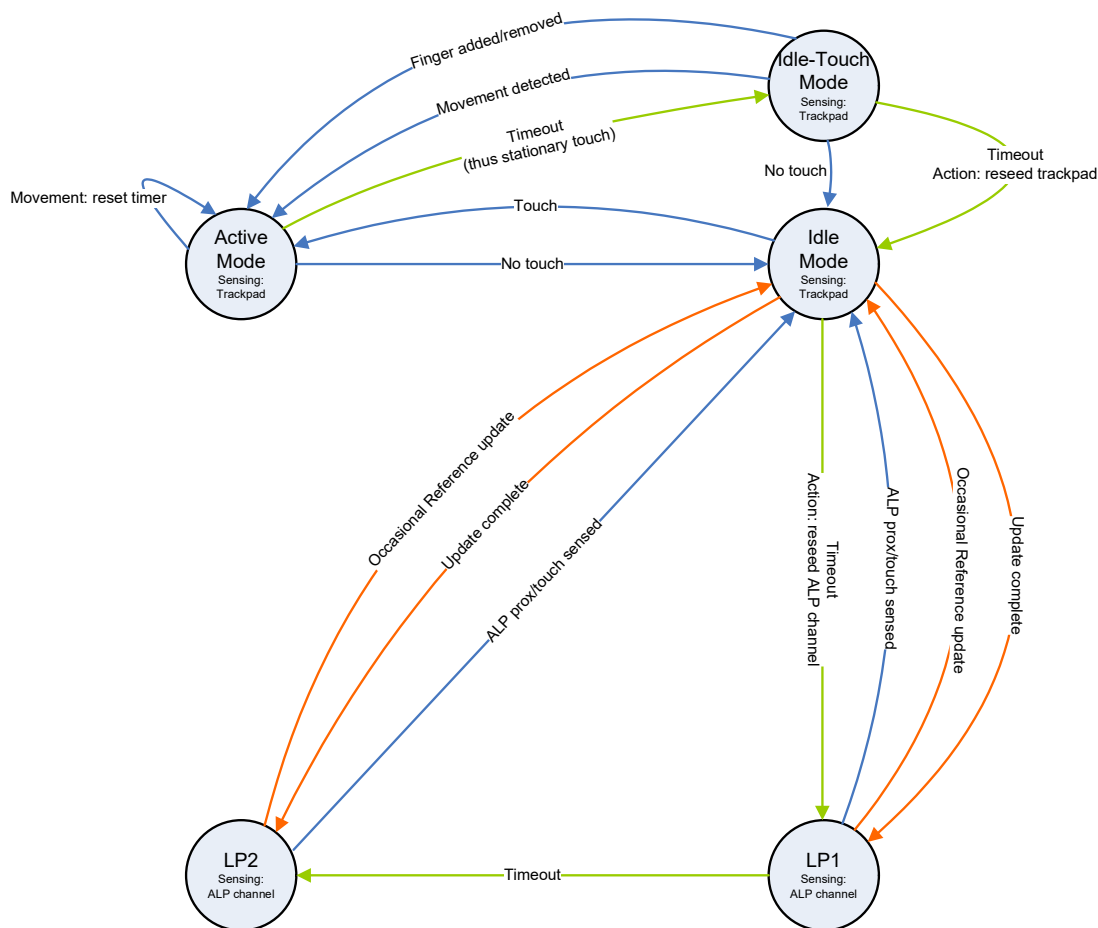 Finger added/removed
Idle-Touch
Mode
Sensing:
Trackpad
Movement detected
Timeout
(thus stationary touch)
Timeout
Action: reseed trackpad
No touch
Movement: reset timer
Touch
Active
Mode
Sensing:
Trackpad
No touch
Idle
Mode
Sensing:
Trackpad
Occasional Reference update
Update complete
ALP prox/touch sensed
Timeout
Action: reseed ALP channel
ALP prox/touch sensed
Occasional Reference update
Update complete
LP2
Sensing:
ALP channel
Timeout
LP1
Sensing:
ALP channel